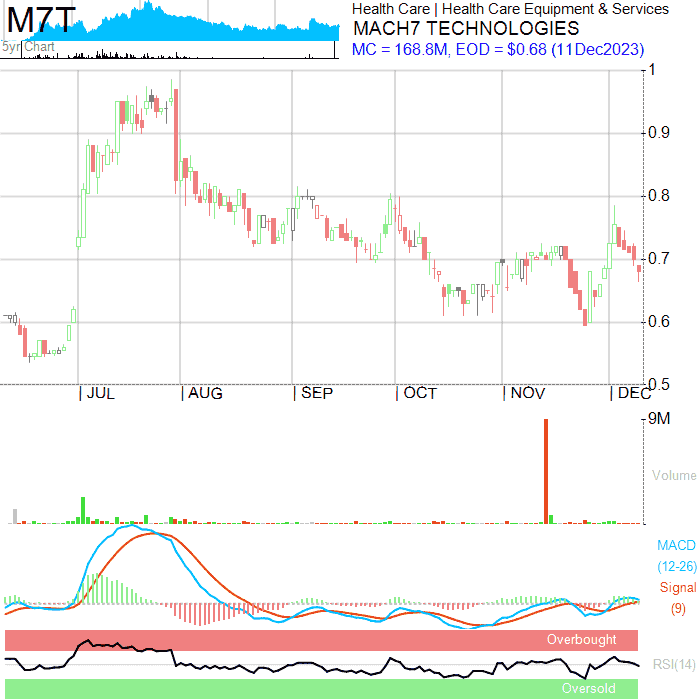 M7T
5yr Chart
Health Care | Health Care Equipment & Services
MACH7 TECHNOLOGIES
MC = 168.8M, EOD = $0.68 (11Dec2023)
1
0.9
0.8
0.7
0.6
0.5
| JUL | AUG | SEP | OCT | NOV | DEC
9M
Volume
MACD
(12-26)
Signal
(9)
Overbought
RSI(14)
Oversold